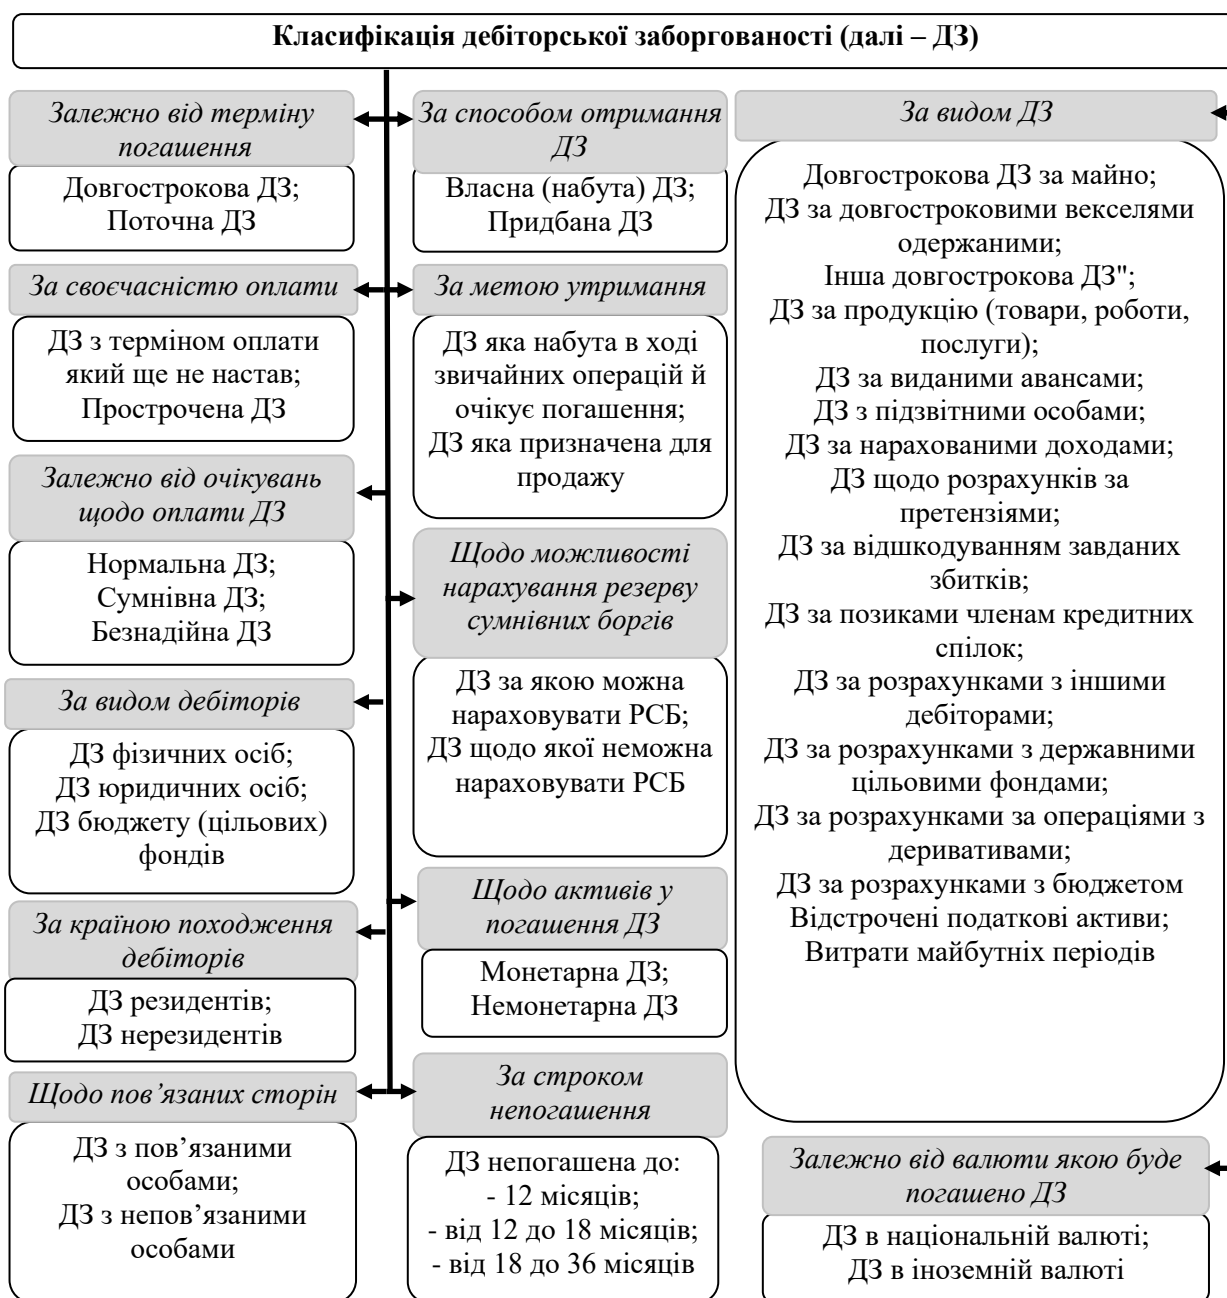 Класифікація дебіторської заборгованості (далі – ДЗ)
Залежно від терміну
погашення
Довгострокова ДЗ;
Поточна ДЗ
За своєчасністю оплати
ДЗ з терміном оплати
який ще не настав;
Прострочена ДЗ
Залежно від очікувань
щодо оплати ДЗ
Нормальна ДЗ;
Сумнівна ДЗ;
Безнадійна ДЗ
За видом дебіторів
ДЗ фізичних осіб;
ДЗ юридичних осіб;
ДЗ бюджету (цільових)
фондів
За країною походження
дебіторів
ДЗ резидентів;
ДЗ нерезидентів
Щодо пов’язаних сторін
ДЗ з пов’язаними
особами;
ДЗ з непов’язаними
особами
За способом отримання
ДЗ
Власна (набута) ДЗ;
Придбана ДЗ
За метою утримання
ДЗ яка набута в ході
звичайних операцій й
очікує погашення;
ДЗ яка призначена для
продажу
Щодо можливості
нарахування резерву
сумнівних боргів
ДЗ за якою можна
нараховувати РСБ;
ДЗ щодо якої неможна
нараховувати РСБ
Щодо активів у
погашення ДЗ
Монетарна ДЗ;
Немонетарна ДЗ
За строком
непогашення
ДЗ непогашена до:
- 12 місяців;
- від 12 до 18 місяців;
- від 18 до 36 місяців
За видом ДЗ
Довгострокова ДЗ за майно;
ДЗ за довгостроковими векселями
одержаними;
Інша довгострокова ДЗ";
ДЗ за продукцію (товари, роботи,
послуги);
ДЗ за виданими авансами;
ДЗ з підзвітними особами;
ДЗ за нарахованими доходами;
ДЗ щодо розрахунків за
претензіями;
ДЗ за відшкодуванням завданих
збитків;
ДЗ за позиками членам кредитних
спілок;
ДЗ за розрахунками з іншими
дебіторами;
ДЗ за розрахунками з державними
цільовими фондами;
ДЗ за розрахунками за операціями з
деривативами;
ДЗ за розрахунками з бюджетом
Відстрочені податкові активи;
Витрати майбутніх періодів
Залежно від валюти якою буде
погашено ДЗ
ДЗ в національній валюті;
ДЗ в іноземній валюті